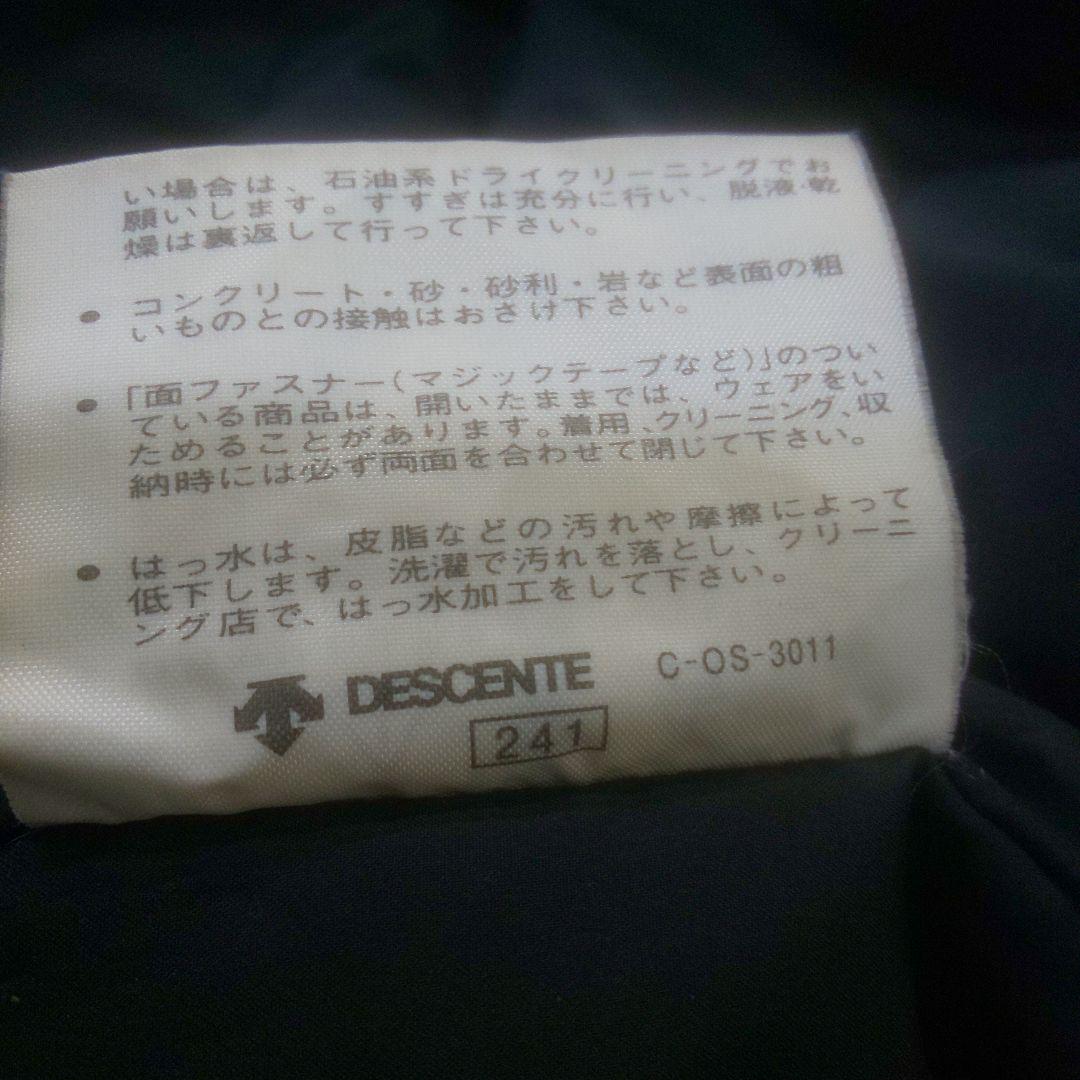 い場合は、石油系ドライクリーニングでお
願いします。すすぎは充分に行い、脱液・乾
燥は裏返して行って下さい。
● コンクリート・砂・砂利・岩など表面の粗
いものとの接触はおさけ下さい。
● 「面ファスナー(マジックテープなど)」のつい
ている商品は、開いたままでは、ウェアをい
ためることがあります。着用、クリーニング、収
納時には必ず両面を合わせて閉じて下さい。
● はっ水は、皮脂などの汚れや摩擦によって
低下します。洗濯で汚れを落とし、クリーニ
ング店で、はっ水加工をして下さい。
DESCENTE C-OS-3011
241